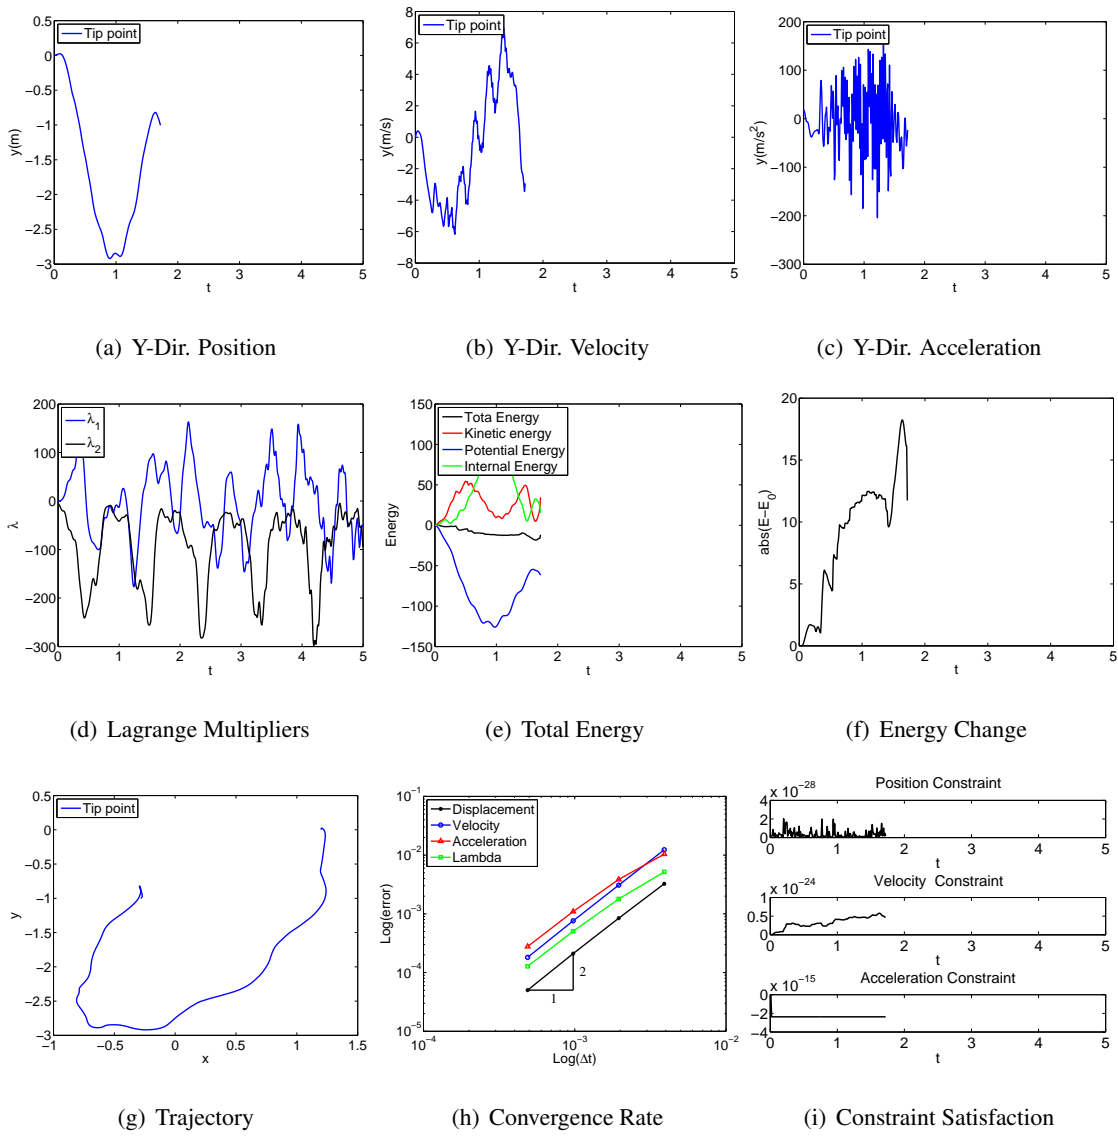 Tip point
0.5
0
−0.5
−1
−1.5
−2
−2.5
−3
y(m)
0 1 2 3 4 5
t
(a) Y-Dir. Position
Tip point
8
6
4
2
0
−2
−4
−6
−8
y(m/s)
0 1 2 3 4 5
t
(b) Y-Dir. Velocity
Tip point
200
100
0
−100
−200
−300
y(m/s²)
0 1 2 3 4 5
t
(c) Y-Dir. Acceleration
λ₁
λ₂
200
100
0
−100
−200
−300
λ
0 1 2 3 4 5
t
(d) Lagrange Multipliers
Tota Energy
Kinetic energy
Potential Energy
Internal Energy
150
100
50
0
−50
−100
−150
Energy
0 1 2 3 4 5
t
(e) Total Energy
20
15
10
5
0
abs(E−E₀)
0 1 2 3 4 5
t
(f) Energy Change
Tip point
0.5
0
−0.5
−1
−1.5
−2
−2.5
−3
y
−1 −0.5 0 0.5 1 1.5
x
(g) Trajectory
Displacement
Velocity
Acceleration
Lambda
10⁻¹
10⁻²
10⁻³
10⁻⁴
10⁻⁵
Log(error)
2
1
10⁻⁴ 10⁻³ 10⁻²
Log(Δt)
(h) Convergence Rate
Position Constraint
x 10⁻²⁸
4
2
0
0 1 2 3 4 5
t
Velocity Constraint
x 10⁻²⁴
1
0.5
0
0 1 2 3 4 5
t
Acceleration Constraint
x 10⁻¹⁵
0
−2
−4
0 1 2 3 4 5
t
(i) Constraint Satisfaction